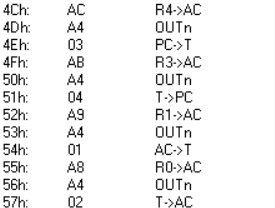 4Ch: AC R4->AC
4Dh: A4 OUTn
4Eh: 03 PC->T
4Fh: AB R3->AC
50h: A4 OUTn
51h: 04 T->PC
52h: A9 R1->AC
53h: A4 OUTn
54h: 01 AC->T
55h: A8 R0->AC
56h: A4 OUTn
57h: 02 T->AC